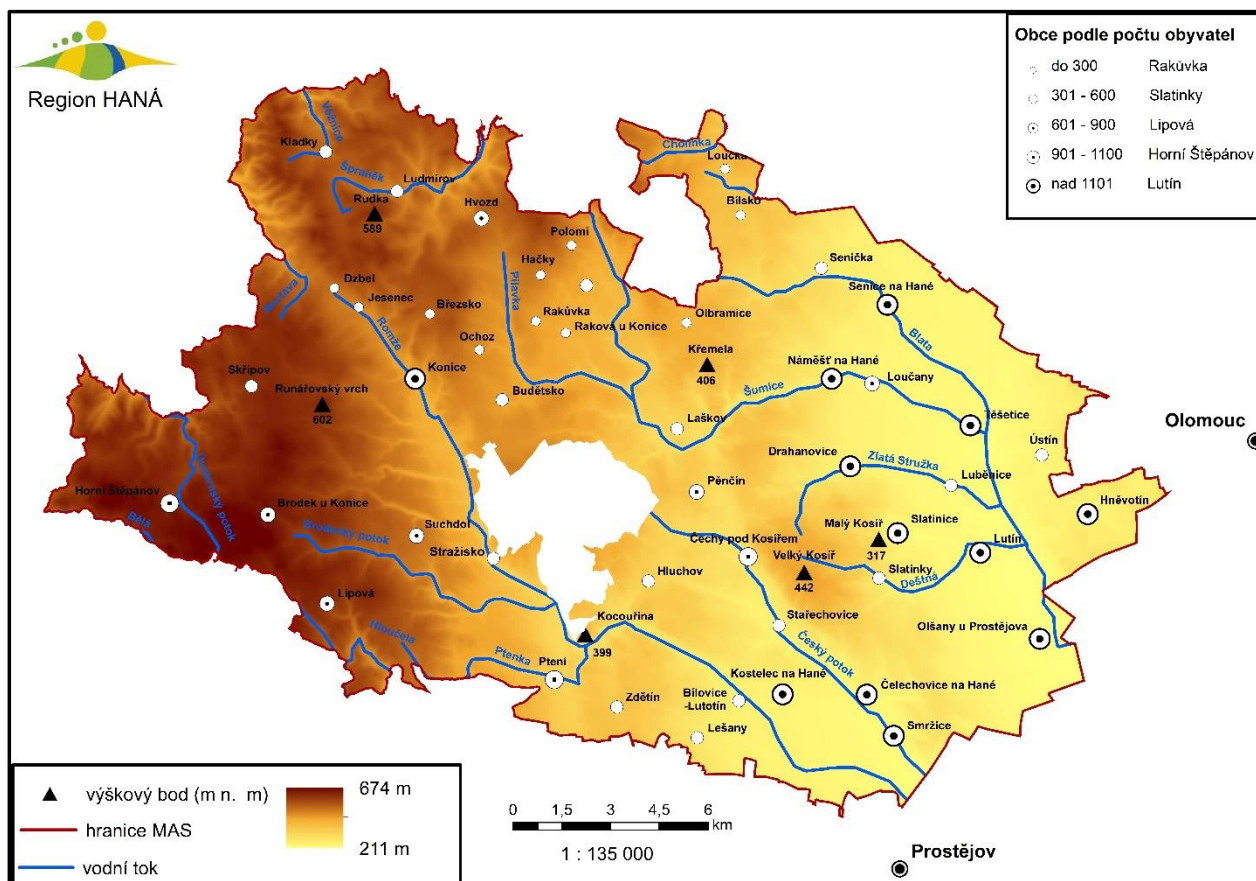 Region HANÁ
Obce podle počtu obyvatel
do 300 Rakůvka
301 - 600 Slatinky
601 - 900 Lipová
901 - 1100 Horní Štěpánov
nad 1101 Lutín
Věžnice
Kladky
Špraněk
Ludmírov
Rudka
589
Hvozd
Cholinka
Loučka
Bílsko
Polomí
Hačky
Senička
Dzbel
Jesenec
Pilavka
Senice na Hané
Březsko
Romže
Rakůvka
Raková u Konice
Olbramice
Blata
Ochoz
Křemela
406
Náměšť na Hané
Loučany
Skřípov
Runářovský vrch
602
Konice
Budětsko
Šumice
Laškov
Těšetice
Olomouc
Ústín
Drahanovice
Zlatá Stružka
Luběnice
Pěnčín
Horní Štěpánov
Bělá
Brodek u Konice
Brodecký potok
Suchdol
Stražisko
Malý Kosíř
317
Slatinice
Hněvotín
Čechy pod Kosířem
Velký Kosíř
442
Lutín
Slatinky
Deštná
Hluchov
Lipová
Hloučela
Kocouřina
399
Stařechovice
Olšany u Prostějova
Český potok
Ptenka
Ptení
Kostelec na Hané
Čelechovice na Hané
Zdětín
Bílovice
-Lutotín
Lešany
Smržice
výškový bod (m n. m)
hranice MAS
vodní tok
674 m
211 m
0 1,5 3 4,5 6
km
1 : 135 000
Prostějov